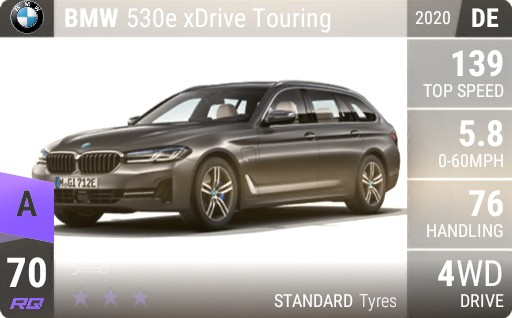 BMW 530e xDrive Touring
2020 DE
139
TOP SPEED
5.8
0-60MPH
76
HANDLING
4WD
DRIVE
A
70
RQ
M·GI 712E
STANDARD Tyres